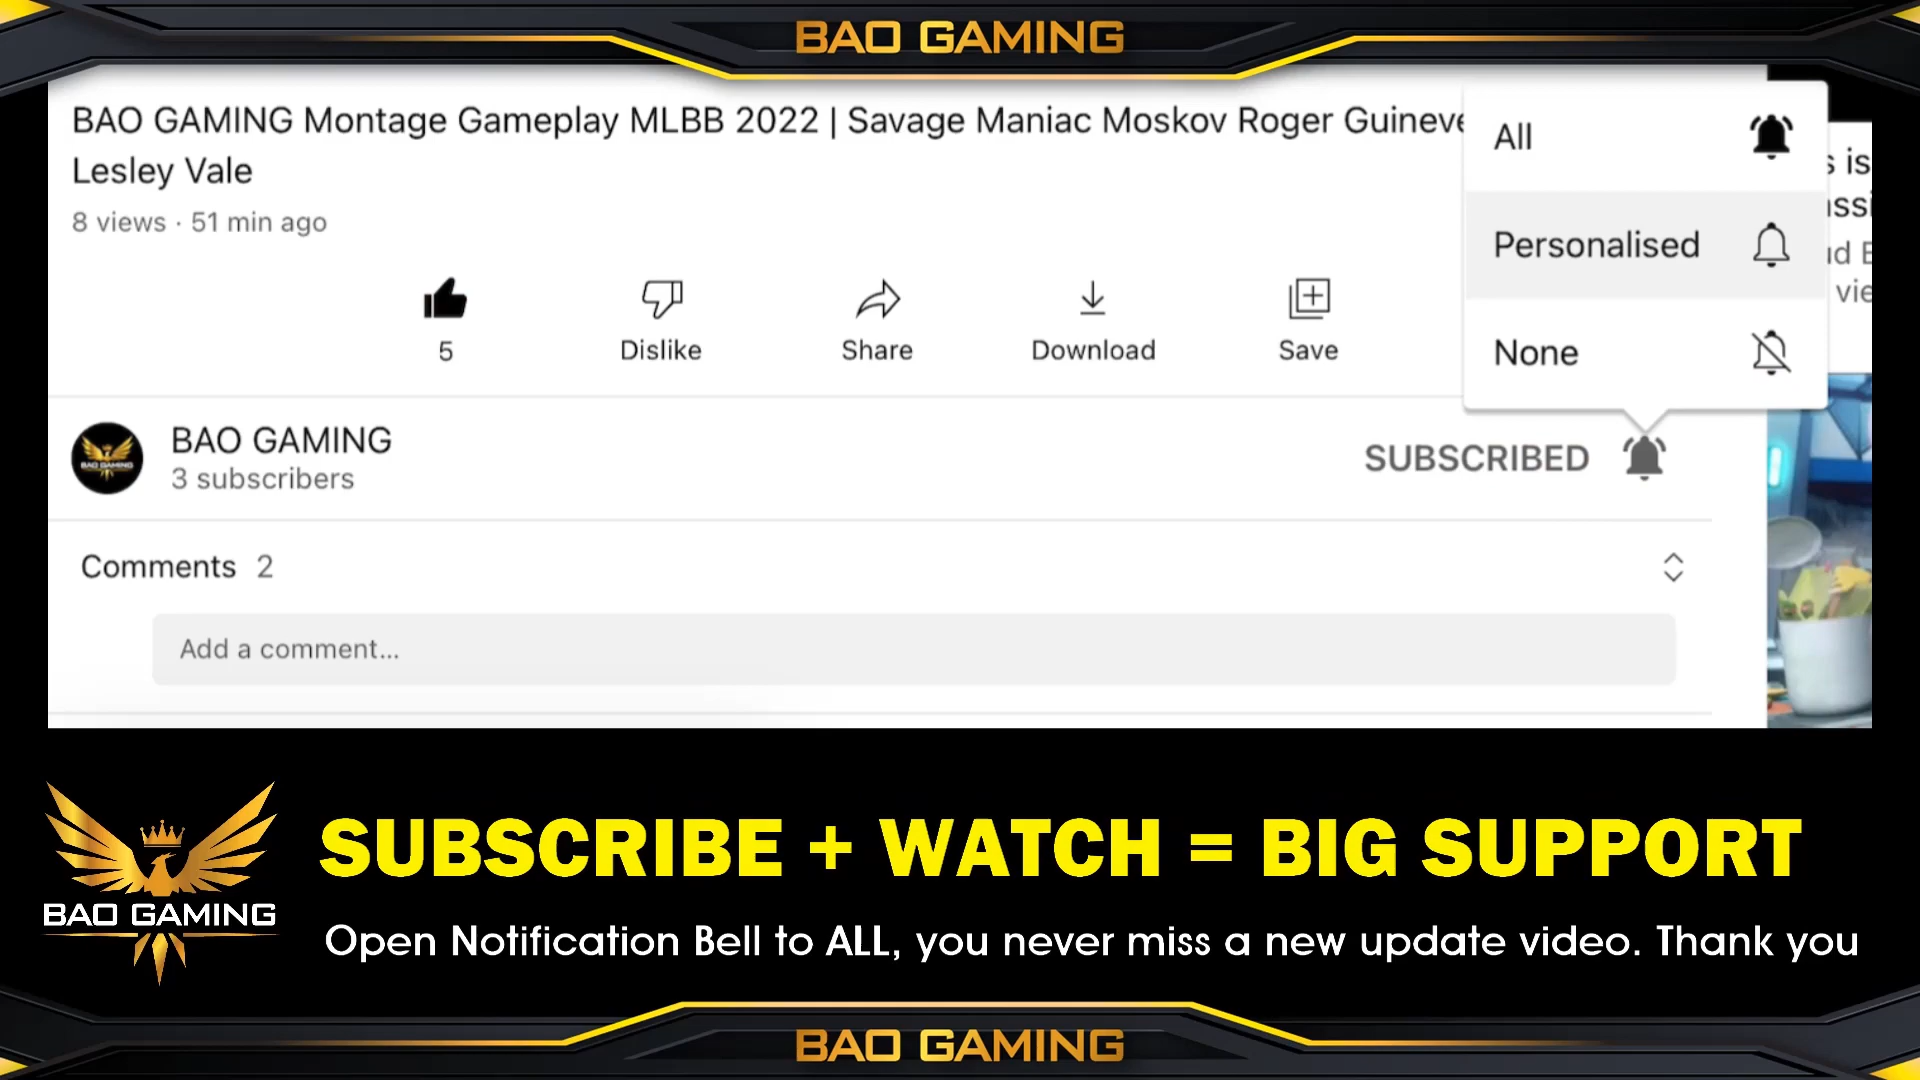 BAO GAMING
BAO GAMING Montage Gameplay MLBB 2022 | Savage Maniac Moskov Roger
Lesley Vale
8 views · 51 min ago
All
Personalised
None
is
5
Dislike
Share
Download
Save
BAO GAMING
BAO GAMING
3 subscribers
SUBSCRIBED
Comments 2
Add a comment...
SUBSCRIBE + WATCH = BIG SUPPORT
BAO GAMING
Open Notification Bell to ALL, you never miss a new update video. Thank you
BAO GAMING